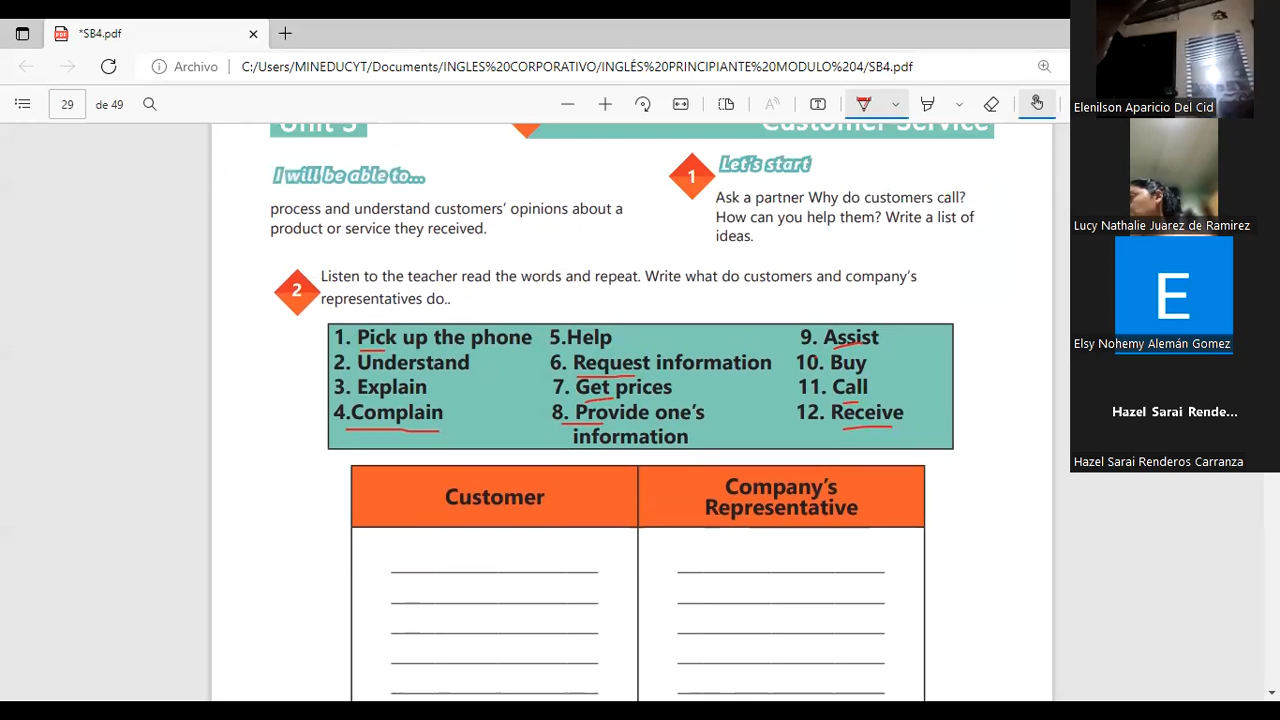 *SB4.pdf
Archivo
C:/Users/MINEDUCYT/Documents/INGLES%20CORPORATIVO/INGLÉS%20PRINCIPIANTE%20MODULO%204/SB4.pdf
29
de 49
Unit 5
Customer Service
I will be able to...
process and understand customers' opinions about a
product or service they received.
1
Let's start
Ask a partner Why do customers call?
How can you help them? Write a list of
ideas.
2
Listen to the teacher read the words and repeat. Write what do customers and company's
representatives do..
1. Pick up the phone
2. Understand
3. Explain
4.Complain
5.Help
6. Request information
7. Get prices
8. Provide one's
information
9. Assist
10. Buy
11. Call
12. Receive
Customer
Company's
Representative
Elenilson Aparicio Del Cid
Lucy Nathalie Juarez de Ramirez
E
Elsy Nohemy Alemán Gomez
Hazel Sarai Rende...
Hazel Sarai Renderos Carranza